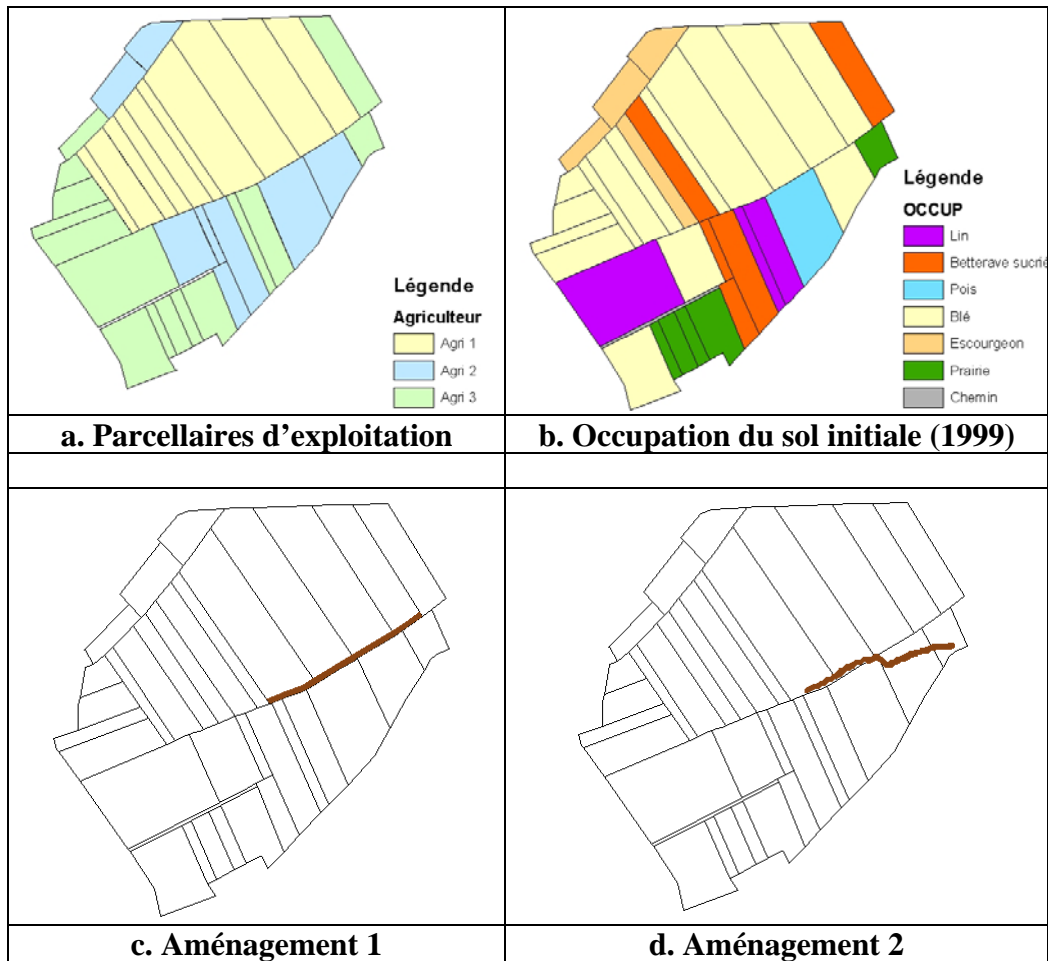 Légende
Agriculteur
Agri 1
Agri 2
Agri 3
Légende
OCCUP
Lin
Betterave sucrié
Pois
Blé
Escourgeon
Prairie
Chemin
a. Parcellaires d’exploitation
b. Occupation du sol initiale (1999)
c. Aménagement 1
d. Aménagement 2